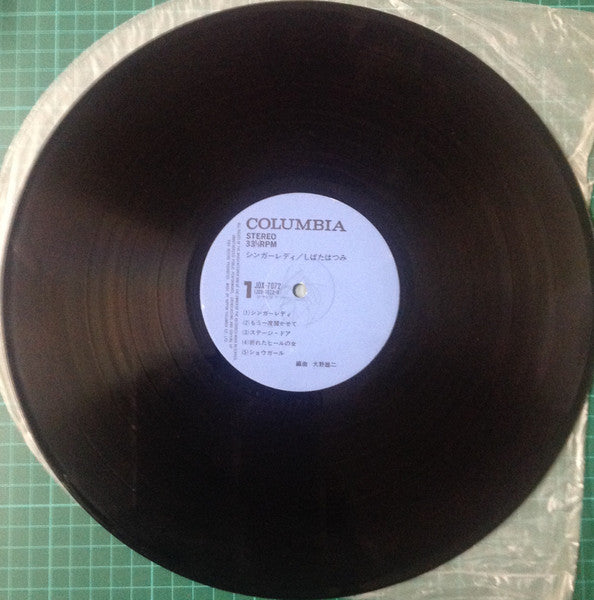 COLUMBIA
STEREO
33⅓RPM
シンガーレディ/しばたはつみ
1
JDX-7072
(1)シンガーレディ
(2)もう一度聞かせて
(3)ステージ・ドア
(4)折れたヒールの女
(5)ショウガール
編曲 大野雄二